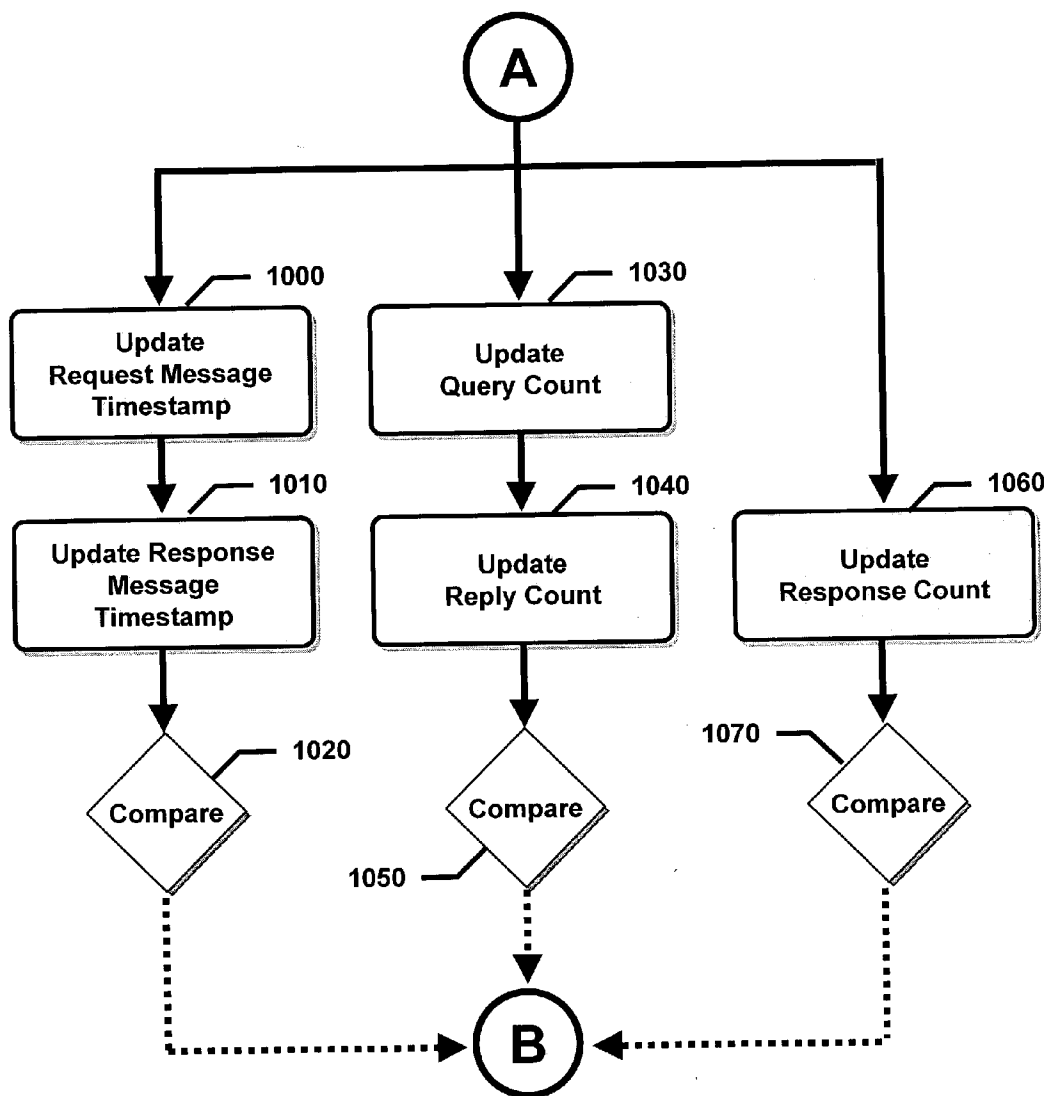 A
1000
Update
Request Message
Timestamp
1030
Update
Query Count
1010
Update Response
Message
Timestamp
1040
Update
Reply Count
1060
Update
Response Count
1020
Compare
1050
Compare
1070
Compare
B